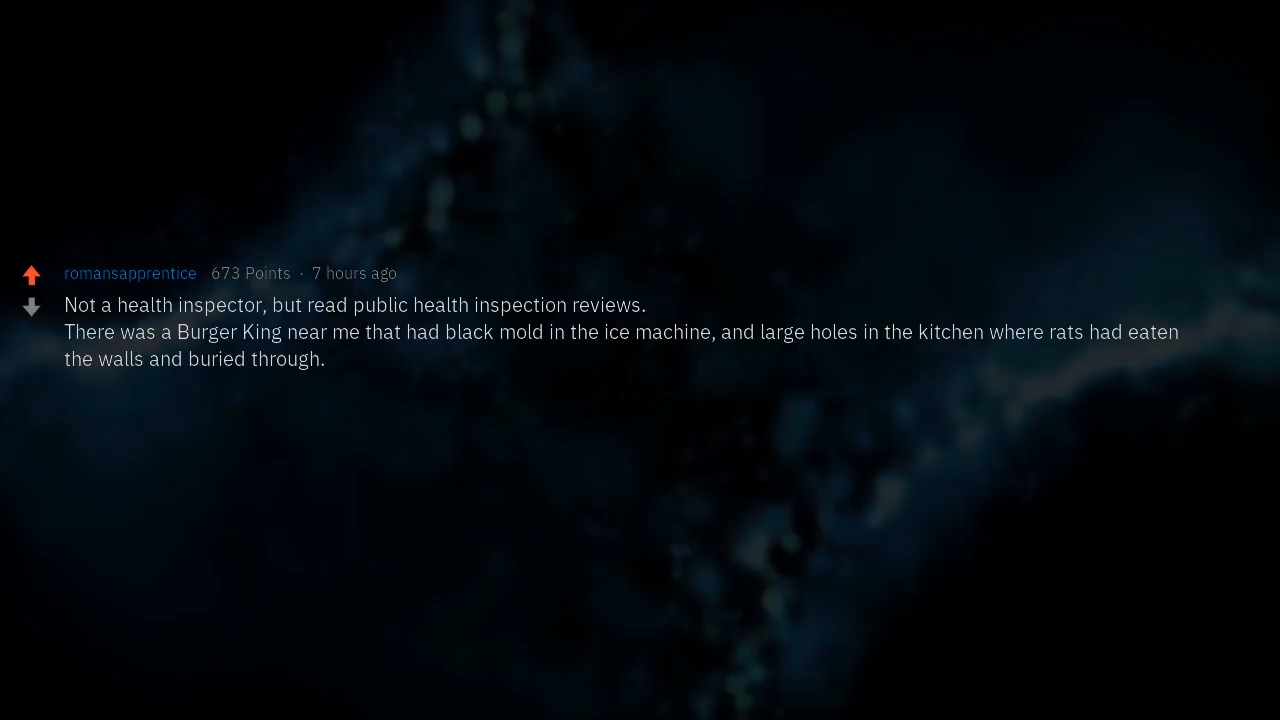 romansapprentice 673 Points · 7 hours ago
Not a health inspector, but read public health inspection reviews.
There was a Burger King near me that had black mold in the ice machine, and large holes in the kitchen where rats had eaten
the walls and buried through.